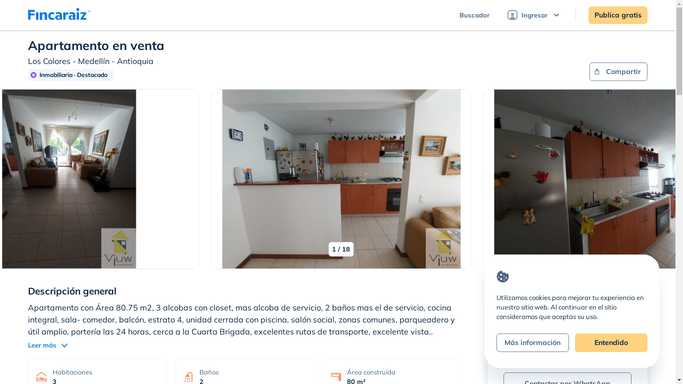 Fincaraiz
Buscador
Ingresar
Publica gratis
Apartamento en venta
Los Colores - Medellín - Antioquia
Inmobiliaria - Destacado
Compartir
Vjuw
Vjuw
1 / 18
Descripción general
Apartamento con Área 80.75 m2, 3 alcobas con closet, mas alcoba de servicio, 2 baños mas el de servicio, cocina
integral, sala- comedor, balcón, estrato 4, unidad cerrada con piscina, salón social, zonas comunes, parqueadero y
útil amplio, portería las 24 horas, cerca a la Cuarta Brigada, excelentes rutas de transporte, excelente vista..
Leer más
Habitaciones
3
Baños
2
Área construida
80 m²
Utilizamos cookies para mejorar tu experiencia en
nuestro sitio web. Al continuar en el sitio
consideramos que aceptas su uso.
Más información
Entendido
Contactar por WhatsApp